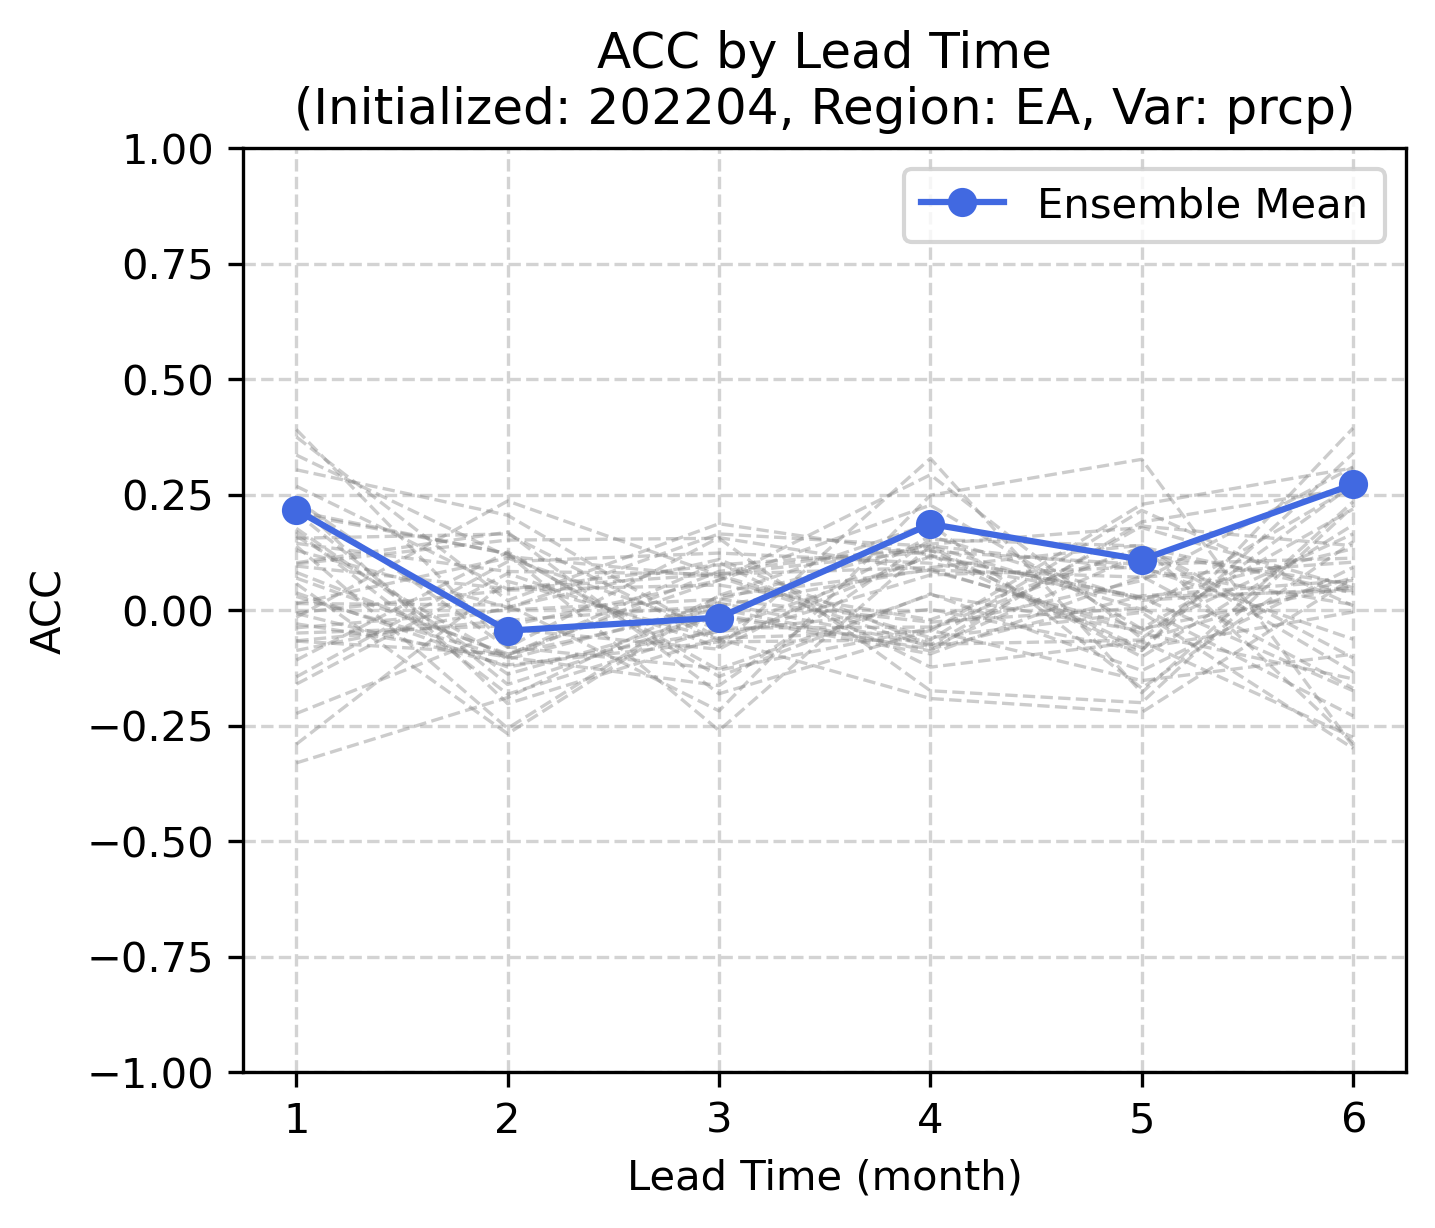 ACC by Lead Time
(Initialized: 202204, Region: EA, Var: prcp)
Ensemble Mean
1.00
0.75
0.50
0.25
0.00
−0.25
−0.50
−0.75
−1.00
ACC
1 2 3 4 5 6
Lead Time (month)